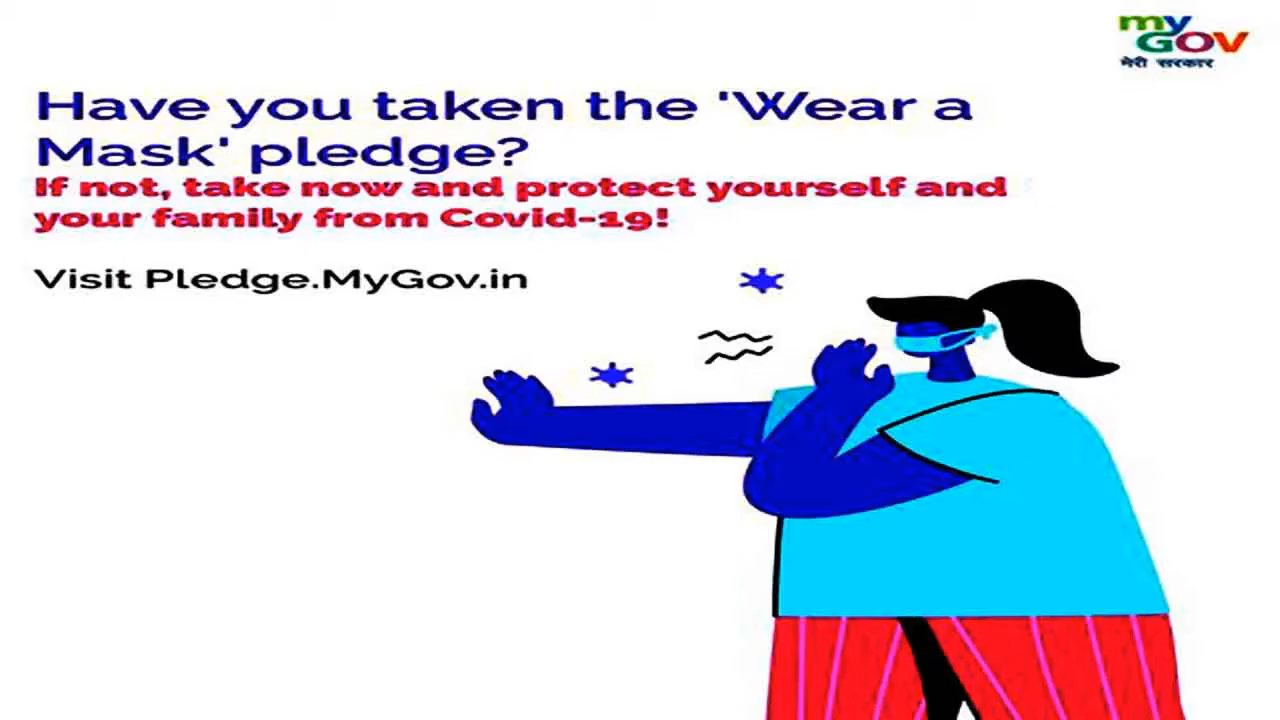 my
GOV
मेरी सरकार
Have you taken the 'Wear a
Mask' pledge?
If not, take now and protect yourself and
your family from Covid-19!
Visit Pledge.MyGov.in